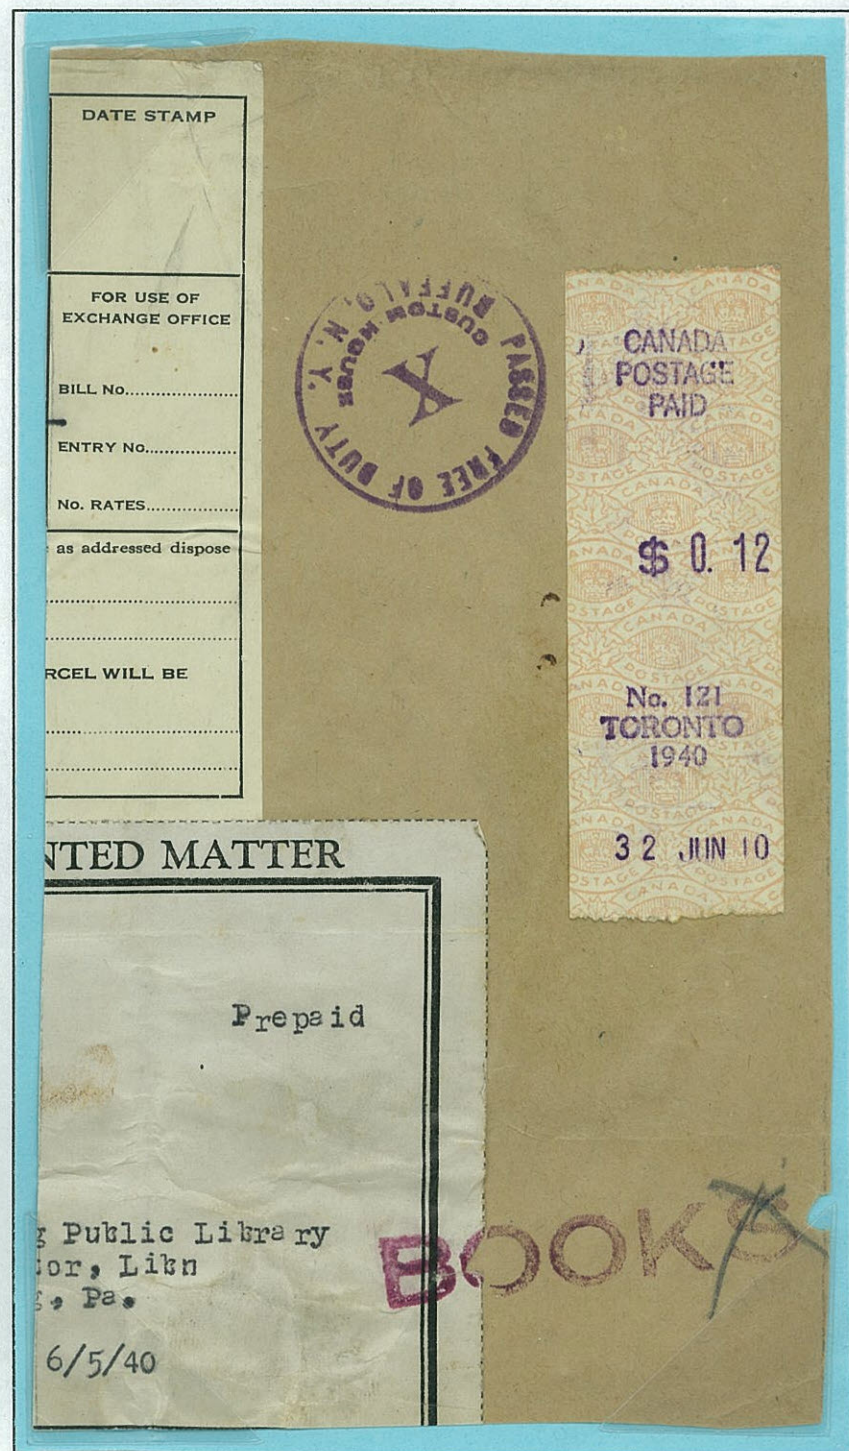 DATE STAMP
FOR USE OF
EXCHANGE OFFICE
BILL No.
ENTRY No.
No. RATES
as addressed dispose
RCEL WILL BE
PASSED FREE OF DUTY
BUFFALO, N. Y.
CUSTOM HOUSE
X
CANADA
POSTAGE
PAID
$ 0.12
No. 121
TORONTO
1940
32 JUN 10
NTED MATTER
Prepaid
g Public Library
tor, Libn
g, Pa.
6/5/40
BOOKS